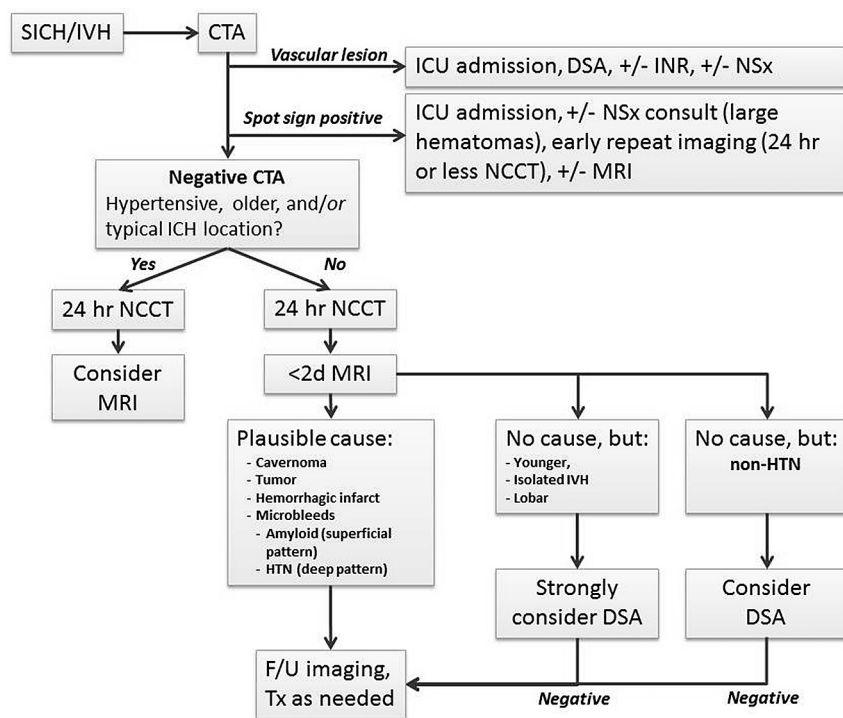 SICH/IVH
CTA
Vascular lesion
ICU admission, DSA, +/- INR, +/- NSx
Spot sign positive
ICU admission, +/- NSx consult (large
hematomas), early repeat imaging (24 hr
or less NCCT), +/- MRI
Negative CTA
Hypertensive, older, and/or
typical ICH location?
Yes
No
24 hr NCCT
24 hr NCCT
Consider
MRI
<2d MRI
Plausible cause:
- Cavernoma
- Tumor
- Hemorrhagic infarct
- Microbleeds
- Amyloid (superficial
pattern)
- HTN (deep pattern)
No cause, but:
- Younger,
- Isolated IVH
- Lobar
No cause, but:
non-HTN
Strongly
consider DSA
Consider
DSA
F/U imaging,
Tx as needed
Negative
Negative